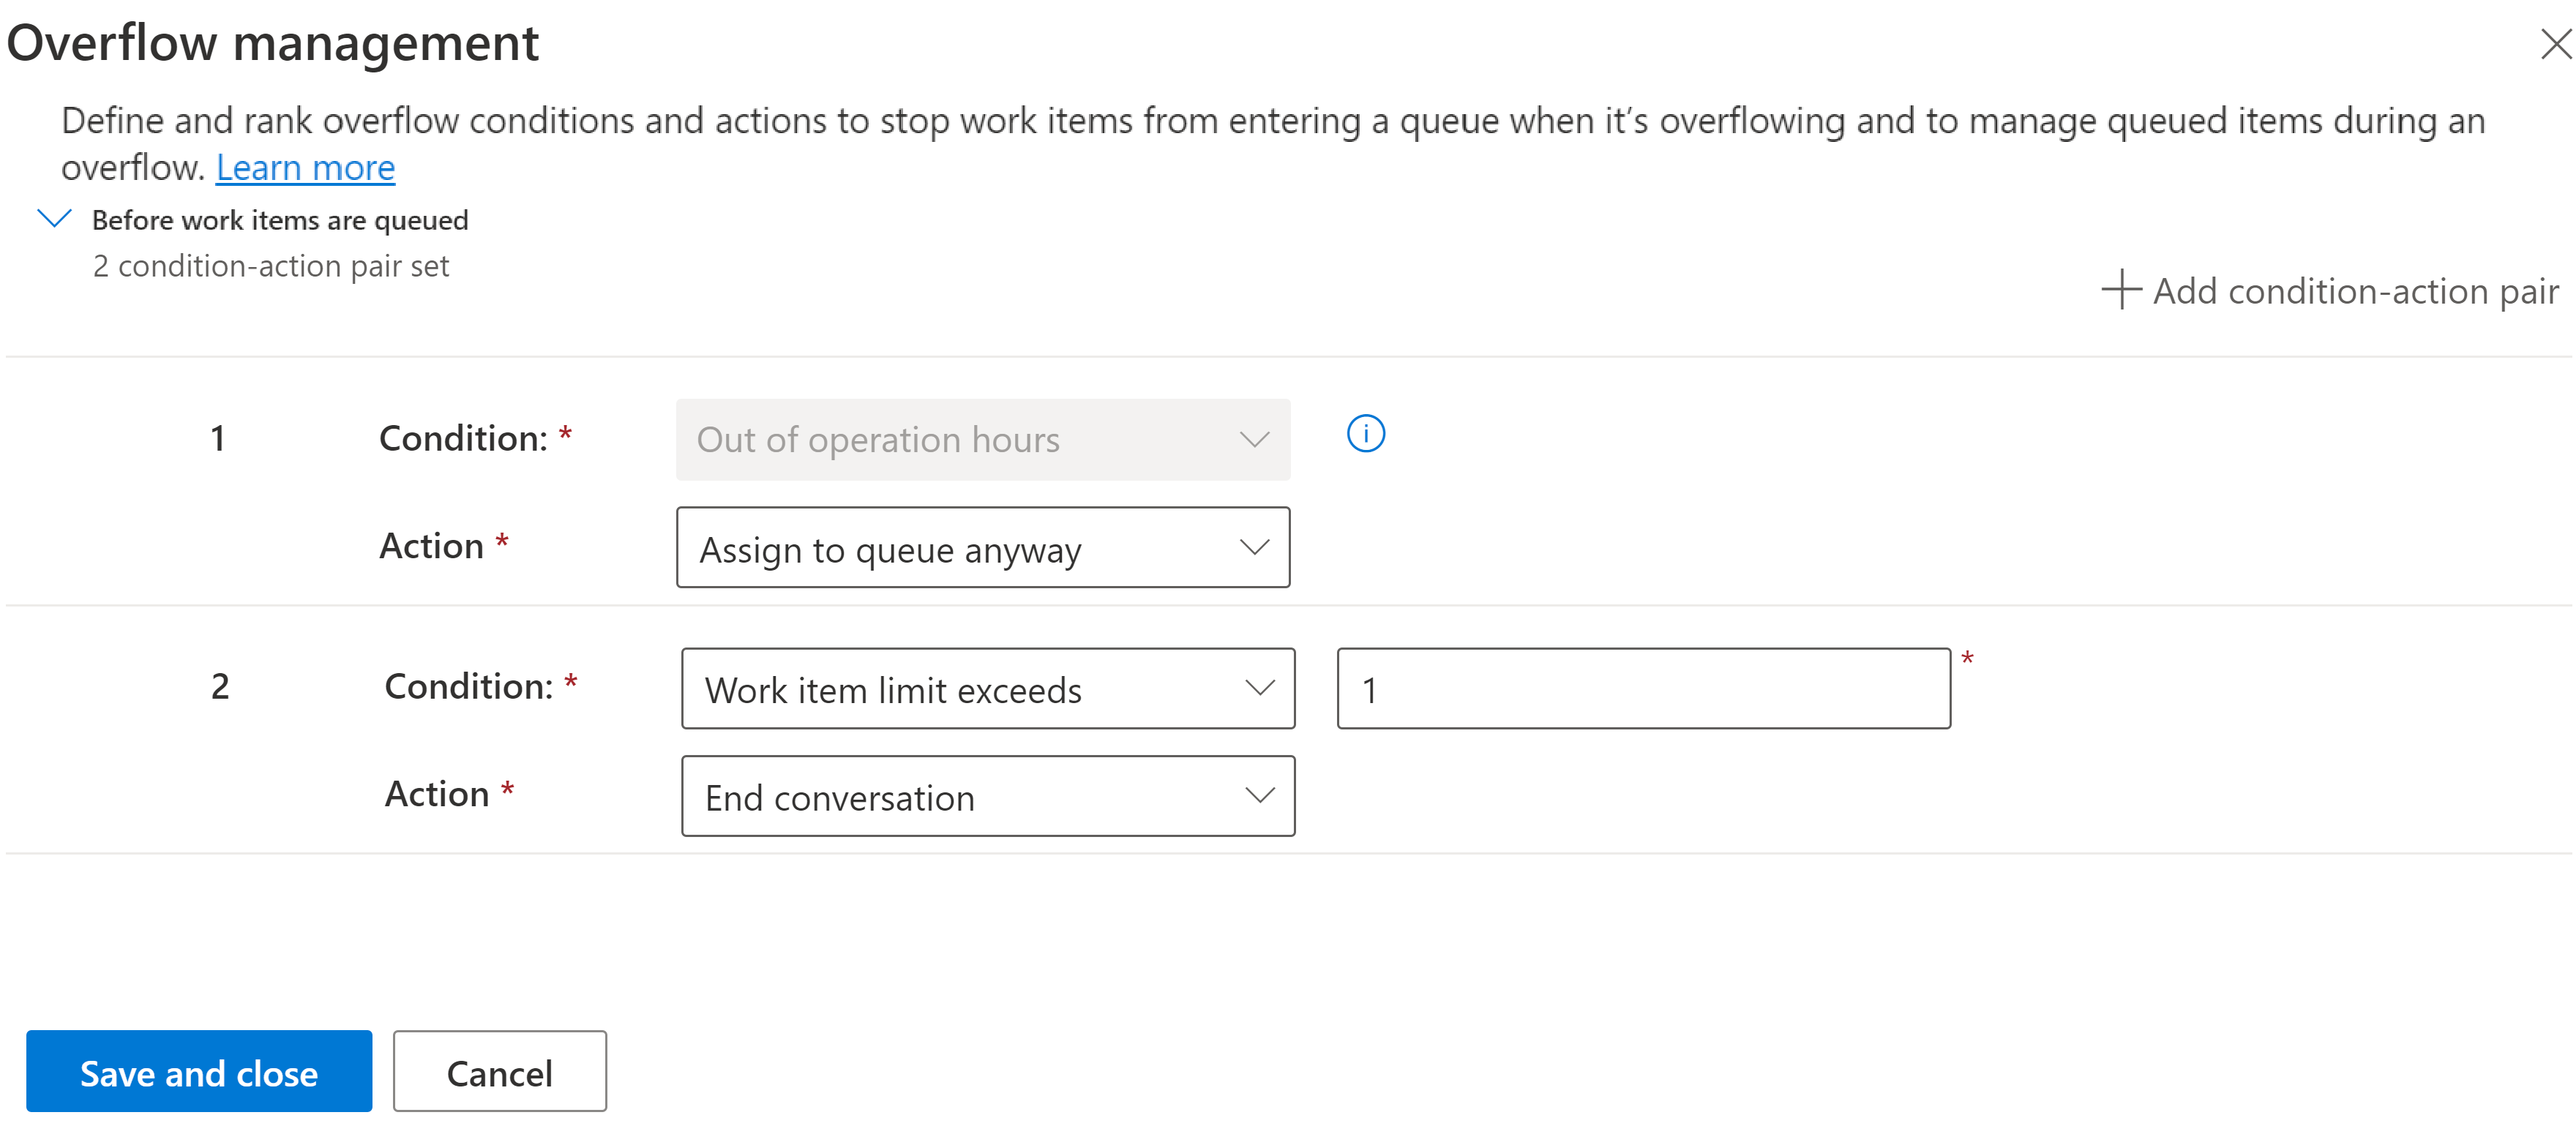 Overflow management
Define and rank overflow conditions and actions to stop work items from entering a queue when it’s overflowing and to manage queued items during an
overflow. Learn more
Before work items are queued
2 condition-action pair set
Add condition-action pair
1 Condition: * Out of operation hours
Action * Assign to queue anyway
2 Condition: * Work item limit exceeds 1 *
Action * End conversation
Save and close Cancel